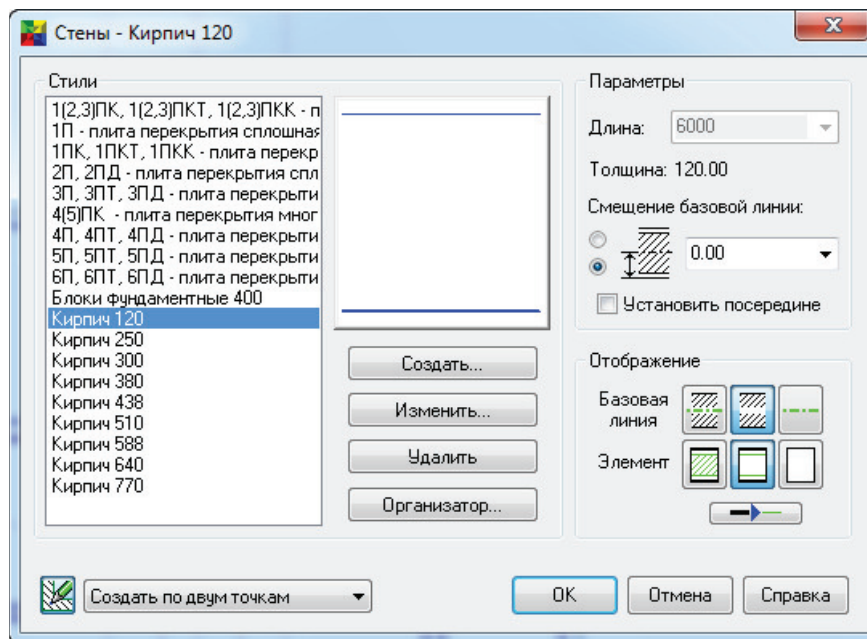 Стены - Кирпич 120
Стили
1(2,3)ПК, 1(2,3)ПКТ, 1(2,3)ПКК - п
1П - плита перекрытия сплошная
1ПК, 1ПКТ, 1ПКК - плита перекр
2П, 2ПД - плита перекрытия спл
3П, 3ПТ, 3ПД - плита перекрыти
4(5)ПК - плита перекрытия мног
4П, 4ПТ, 4ПД - плита перекрыти
5П, 5ПТ, 5ПД - плита перекрыти
6П, 6ПТ, 6ПД - плита перекрыти
Блоки фундаментные 400
Кирпич 120
Кирпич 250
Кирпич 300
Кирпич 380
Кирпич 438
Кирпич 510
Кирпич 588
Кирпич 640
Кирпич 770
Создать...
Изменить...
Удалить
Организатор...
Параметры
Длина: 6000
Толщина: 120.00
Смещение базовой линии:
0.00
Установить посередине
Отображение
Базовая
линия
Элемент
Создать по двум точкам
OK
Отмена
Справка